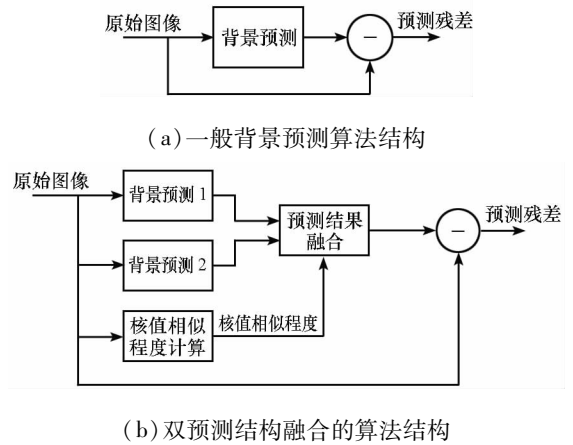 原始图像
背景预测
−
预测残差
(a)一般背景预测算法结构
原始图像
背景预测1
背景预测2
核值相似
程度计算
核值相似程度
预测结果
融合
−
预测残差
(b)双预测结构融合的算法结构